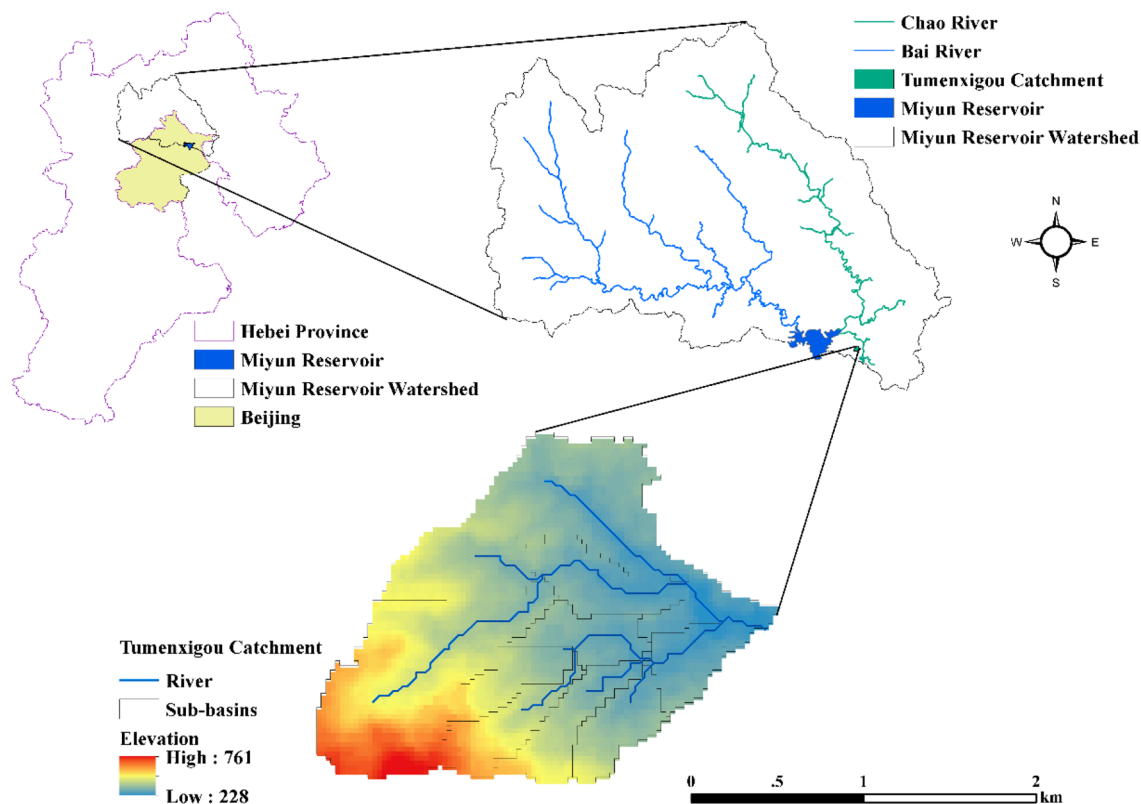 Chao River
Bai River
Tumenxigou Catchment
Miyun Reservoir
Miyun Reservoir Watershed
N
W E
S
Hebei Province
Miyun Reservoir
Miyun Reservoir Watershed
Beijing
Tumenxigou Catchment
River
Sub-basins
Elevation
High : 761
Low : 228
0 .5 1 2
km